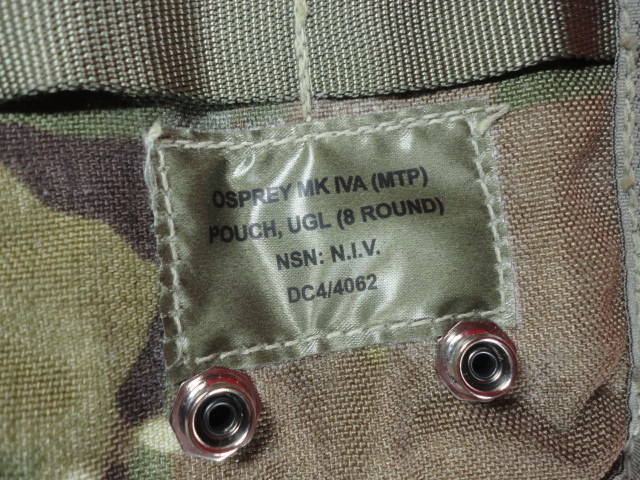 OSPREY MK IVA (MTP)
POUCH, UGL (8 ROUND)
NSN: N.I.V.
DC4/4062